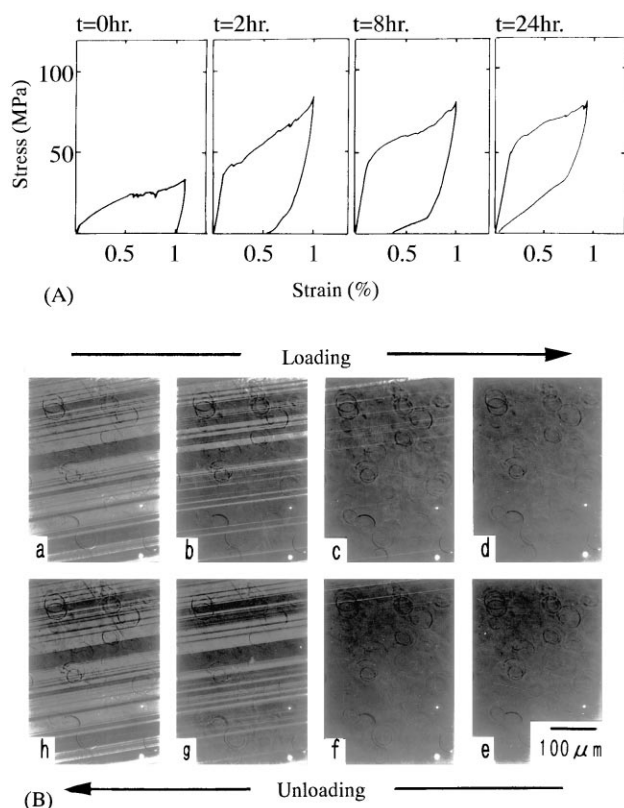 t=0hr. t=2hr. t=8hr. t=24hr.
100
50
Stress (MPa)
0.5 1 0.5 1 0.5 1 0.5 1
(A) Strain (%)
Loading
a b c d
h g f e
100 μm
(B) Unloading